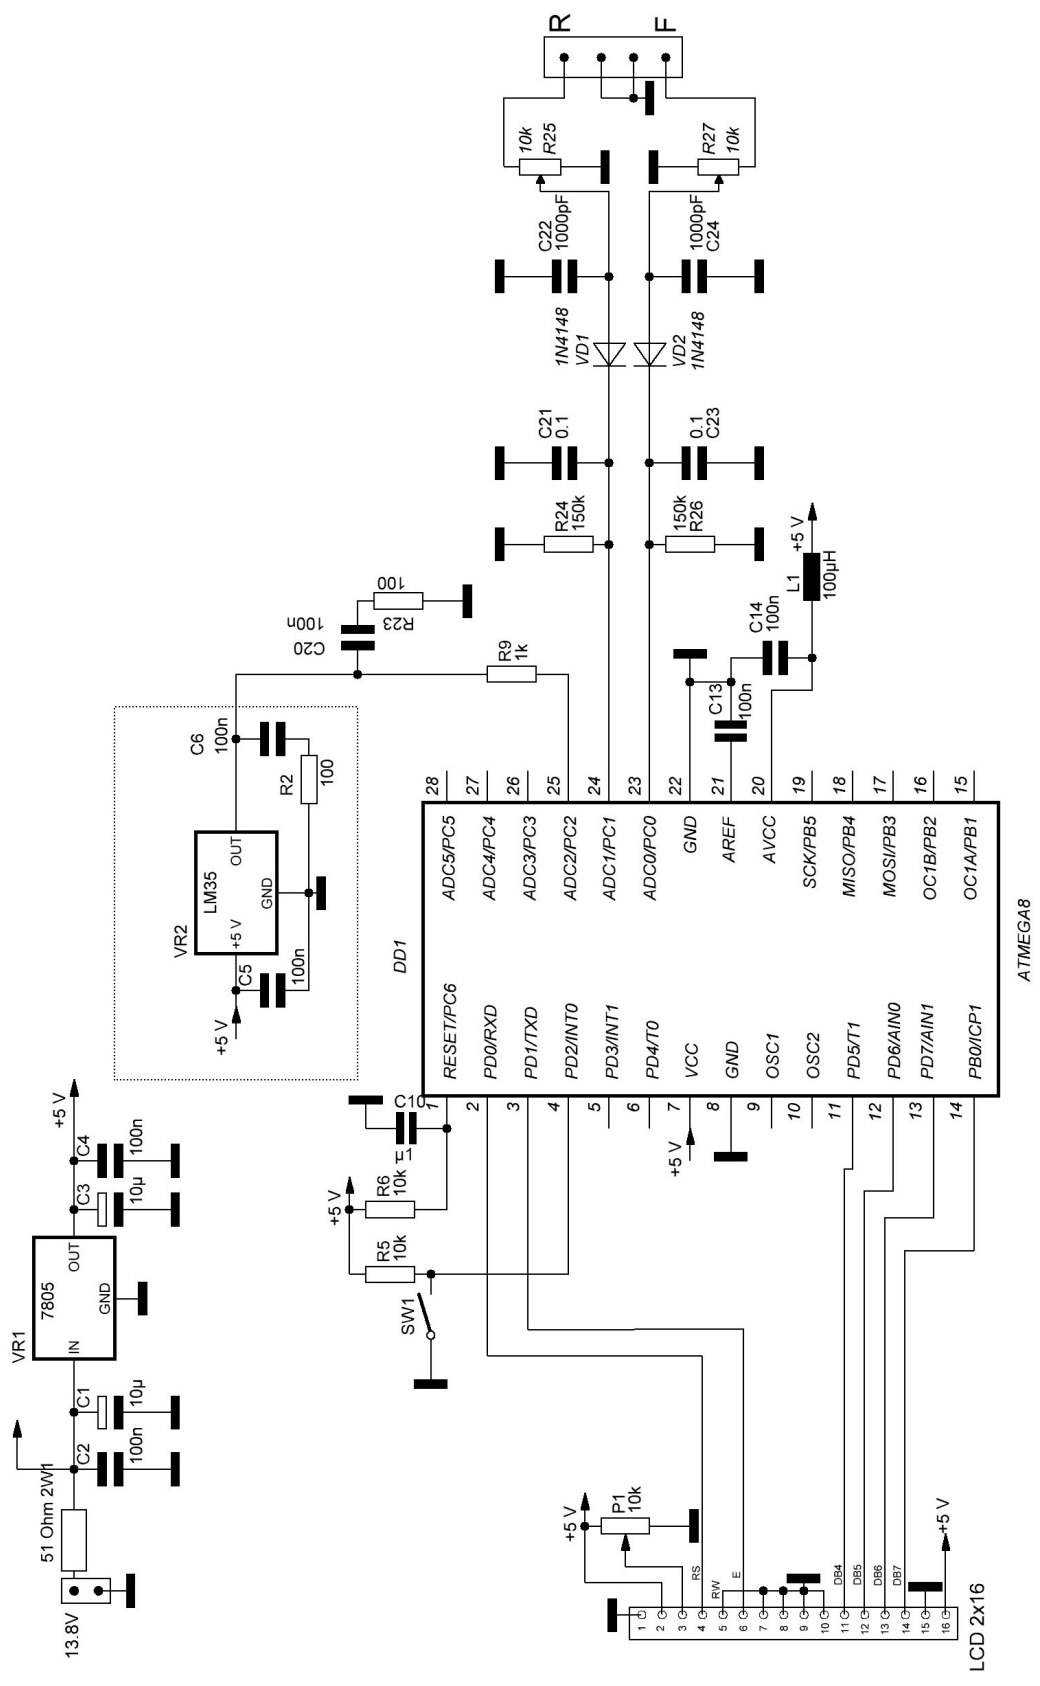 R
F
10k
R25
R27
10k
C22
1000pF
1000pF
C24
1N4148
VD1
VD2
1N4148
C21
0.1
0.1
C23
R24
150k
150k
R26
+5 V
L1
100µH
C14
100n
C13
100n
100
R23
100n
C20
R9
1k
C6
100n
R2
100
VR2
LM35
OUT
GND
+5 V
C5
100n
+5 V
DD1
ATMEGA8
28
27
26
25
24
23
22
21
20
19
18
17
16
15
ADC5/PC5
ADC4/PC4
ADC3/PC3
ADC2/PC2
ADC1/PC1
ADC0/PC0
GND
AREF
AVCC
SCK/PB5
MISO/PB4
MOSI/PB3
OC1B/PB2
OC1A/PB1
RESET/PC6
PD0/RXD
PD1/TXD
PD2/INT0
PD3/INT1
PD4/T0
VCC
GND
OSC1
OSC2
PD5/T1
PD6/AIN0
PD7/AIN1
PB0/ICP1
1
2
3
4
5
6
7
8
9
10
11
12
13
14
C10
+5 V
R6
10k
R5
10k
+5 V
SW1
VR1
7805
IN
OUT
GND
+5 V
C4
100n
C3
10µ
C1
10µ
C2
100n
51 Ohm 2W1
13.8V
+5 V
P1
10k
RS
RW
E
DB4
DB5
DB6
DB7
+5 V
1
2
3
4
5
6
7
8
9
10
11
12
13
14
15
16
LCD 2x16